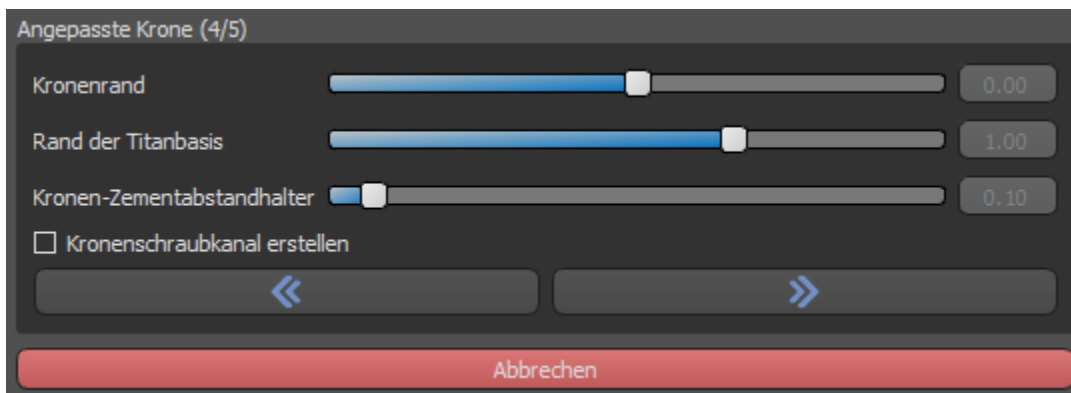 Angepasste Krone (4/5)
Kronenrand 0.00
Rand der Titanbasis 1.00
Kronen-Zementabstandhalter 0.10
Kronenschraubkanal erstellen
Abbrechen